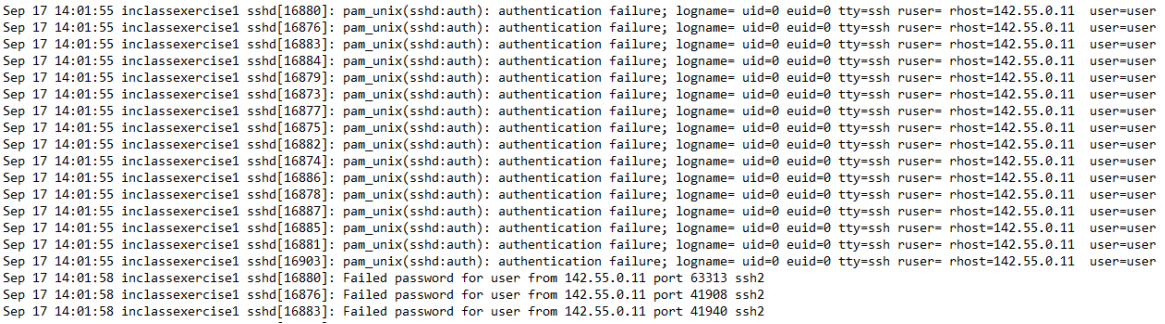 Sep 17 14:01:55 inclassexercise1 sshd[16880]: pam_unix(sshd:auth): authentication failure; logname= uid=0 euid=0 tty=ssh ruser= rhost=142.55.0.11  user=user
Sep 17 14:01:55 inclassexercise1 sshd[16876]: pam_unix(sshd:auth): authentication failure; logname= uid=0 euid=0 tty=ssh ruser= rhost=142.55.0.11  user=user
Sep 17 14:01:55 inclassexercise1 sshd[16883]: pam_unix(sshd:auth): authentication failure; logname= uid=0 euid=0 tty=ssh ruser= rhost=142.55.0.11  user=user
Sep 17 14:01:55 inclassexercise1 sshd[16884]: pam_unix(sshd:auth): authentication failure; logname= uid=0 euid=0 tty=ssh ruser= rhost=142.55.0.11  user=user
Sep 17 14:01:55 inclassexercise1 sshd[16879]: pam_unix(sshd:auth): authentication failure; logname= uid=0 euid=0 tty=ssh ruser= rhost=142.55.0.11  user=user
Sep 17 14:01:55 inclassexercise1 sshd[16873]: pam_unix(sshd:auth): authentication failure; logname= uid=0 euid=0 tty=ssh ruser= rhost=142.55.0.11  user=user
Sep 17 14:01:55 inclassexercise1 sshd[16877]: pam_unix(sshd:auth): authentication failure; logname= uid=0 euid=0 tty=ssh ruser= rhost=142.55.0.11  user=user
Sep 17 14:01:55 inclassexercise1 sshd[16875]: pam_unix(sshd:auth): authentication failure; logname= uid=0 euid=0 tty=ssh ruser= rhost=142.55.0.11  user=user
Sep 17 14:01:55 inclassexercise1 sshd[16882]: pam_unix(sshd:auth): authentication failure; logname= uid=0 euid=0 tty=ssh ruser= rhost=142.55.0.11  user=user
Sep 17 14:01:55 inclassexercise1 sshd[16874]: pam_unix(sshd:auth): authentication failure; logname= uid=0 euid=0 tty=ssh ruser= rhost=142.55.0.11  user=user
Sep 17 14:01:55 inclassexercise1 sshd[16886]: pam_unix(sshd:auth): authentication failure; logname= uid=0 euid=0 tty=ssh ruser= rhost=142.55.0.11  user=user
Sep 17 14:01:55 inclassexercise1 sshd[16878]: pam_unix(sshd:auth): authentication failure; logname= uid=0 euid=0 tty=ssh ruser= rhost=142.55.0.11  user=user
Sep 17 14:01:55 inclassexercise1 sshd[16887]: pam_unix(sshd:auth): authentication failure; logname= uid=0 euid=0 tty=ssh ruser= rhost=142.55.0.11  user=user
Sep 17 14:01:55 inclassexercise1 sshd[16885]: pam_unix(sshd:auth): authentication failure; logname= uid=0 euid=0 tty=ssh ruser= rhost=142.55.0.11  user=user
Sep 17 14:01:55 inclassexercise1 sshd[16881]: pam_unix(sshd:auth): authentication failure; logname= uid=0 euid=0 tty=ssh ruser= rhost=142.55.0.11  user=user
Sep 17 14:01:55 inclassexercise1 sshd[16903]: pam_unix(sshd:auth): authentication failure; logname= uid=0 euid=0 tty=ssh ruser= rhost=142.55.0.11  user=user
Sep 17 14:01:58 inclassexercise1 sshd[16880]: Failed password for user from 142.55.0.11 port 63313 ssh2
Sep 17 14:01:58 inclassexercise1 sshd[16876]: Failed password for user from 142.55.0.11 port 41908 ssh2
Sep 17 14:01:58 inclassexercise1 sshd[16883]: Failed password for user from 142.55.0.11 port 41940 ssh2